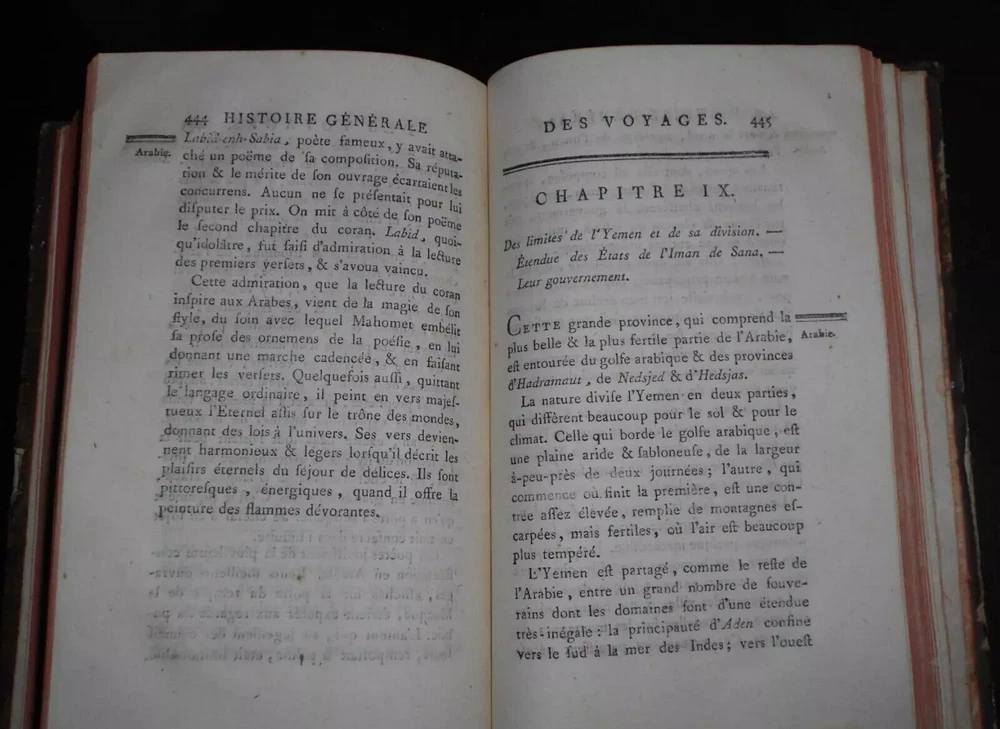 444 HISTOIRE GÉNÉRALE
Arabie.
Labid-enh-Sabia, poëte fameux, y avait atta-
ché un poëme de ſa compoſition. Sa réputa-
tion & le mérite de ſon ouvrage écartaient les
concurrens. Aucun ne ſe préſentait pour lui
diſputer le prix. On mit à côté de ſon poëme
le ſecond chapitre du coran. Labid, quoi-
qu'idolâtre, fut ſaiſi d'admiration à la lecture
des premiers verſets, & s'avoua vaincu.
Cette admiration, que la lecture du coran
inſpire aux Arabes, vient de la magie de ſon
ſtyle, du ſoin avec lequel Mahomet embélit
ſa proſe des ornemens de la poéſie, en lui
donnant une marche cadencée, & en faiſant
rimer les verſets. Quelquefois auſſi, quittant
le langage ordinaire, il peint en vers majeſ-
tueux l'Eternel aſſis ſur le trône des mondes,
donnant des lois à l'univers. Ses vers devien-
nent harmonieux & légers lorſqu'il décrit les
plaiſirs éternels du ſéjour de délices. Ils ſont
pittoreſques, énergiques, quand il offre la
peinture des flammes dévorantes.
DES VOYAGES. 445
CHAPITRE IX.
Des limites de l'Yemen et de sa division. —
Étendue des États de l'Iman de Sana. —
Leur gouvernement.
Arabie.
CETTE grande province, qui comprend la
plus belle & la plus fertile partie de l'Arabie,
eſt entourée du golfe arabique & des provinces
d'Hadramaut, de Nedsjed & d'Hedsjas.
La nature diviſe l'Yemen en deux parties,
qui diffèrent beaucoup pour le sol & pour le
climat. Celle qui borde le golfe arabique, eſt
une plaine aride & ſabloneuſe, de la largeur
à-peu-près de deux journées; l'autre, qui
commence où finit la première, eſt une con-
trée aſſez élevée, remplie de montagnes eſ-
carpées, mais fertiles, où l'air eſt beaucoup
plus tempéré.
L'Yemen eſt partagé, comme le reſte de
l'Arabie, entre un grand nombre de ſouve-
rains dont les domaines ſont d'une étendue
très-inégale: la principauté d'Aden confine
vers le ſud à la mer des Indes; vers l'oueſt